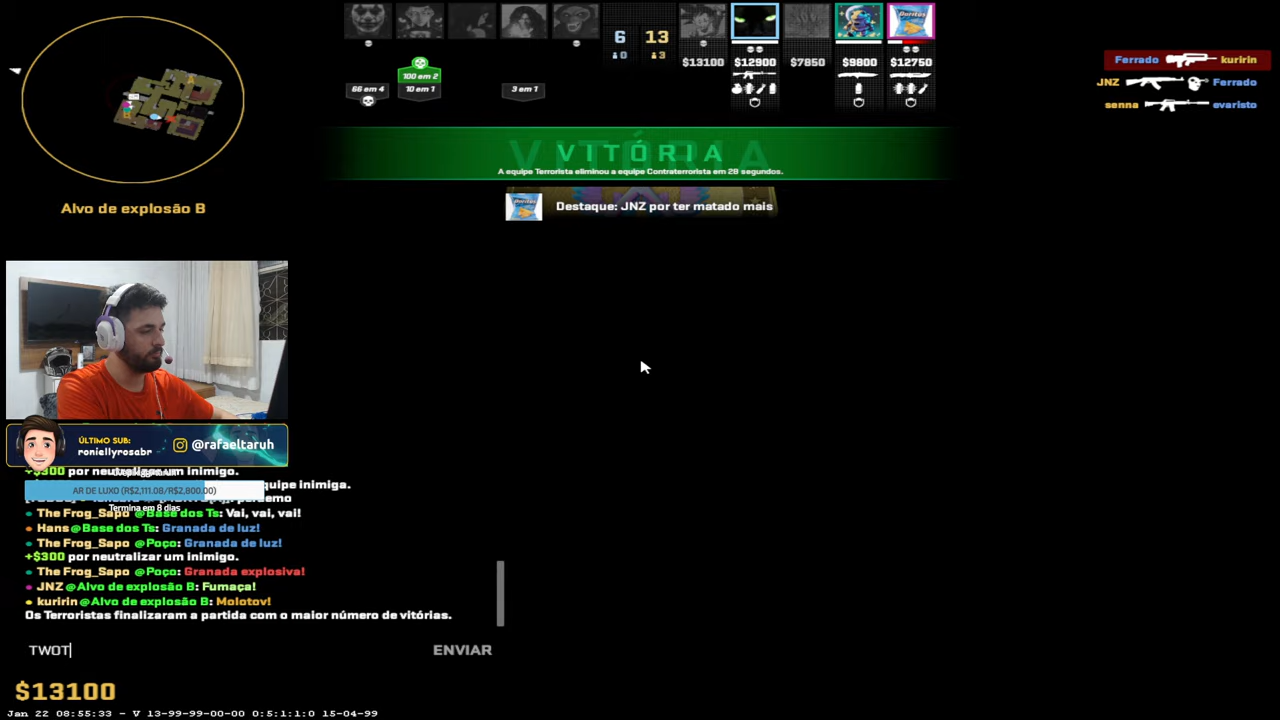 6
13
0
3
$13100
$12900
$7850
$9800
$12750
100 em 2
66 em 4
10 em 1
3 em 1
Ferrado kuririn
JNZ Ferrado
senna evaristo
VITÓRIA
A equipe Terrorista eliminou a equipe Contraterrorista em 28 segundos.
Doritos
Destaque: JNZ por ter matado mais
Alvo de explosão B
ÚLTIMO SUB:
roniellyrosabr
@rafaeltaruh
+$300 por neutralizar um inimigo.
quipe inimiga.
AR DE LUXO (R$2,111.08/R$2,800.00)
Termina em 8 dias
The Frog_Sapo @Base dos Ts: Vai, vai, vai!
Hans @Base dos Ts: Granada de luz!
The Frog_Sapo @Poço: Granada de luz!
+$300 por neutralizar um inimigo.
The Frog_Sapo @Poço: Granada explosiva!
JNZ @Alvo de explosão B: Fumaça!
kuririn @Alvo de explosão B: Molotov!
Os Terroristas finalizaram a partida com o maior número de vitórias.
TWOT
ENVIAR
$13100
Jan 22 08:55:33 - V 13-99-99-00-00 0:5:1:1:0 15-04-99